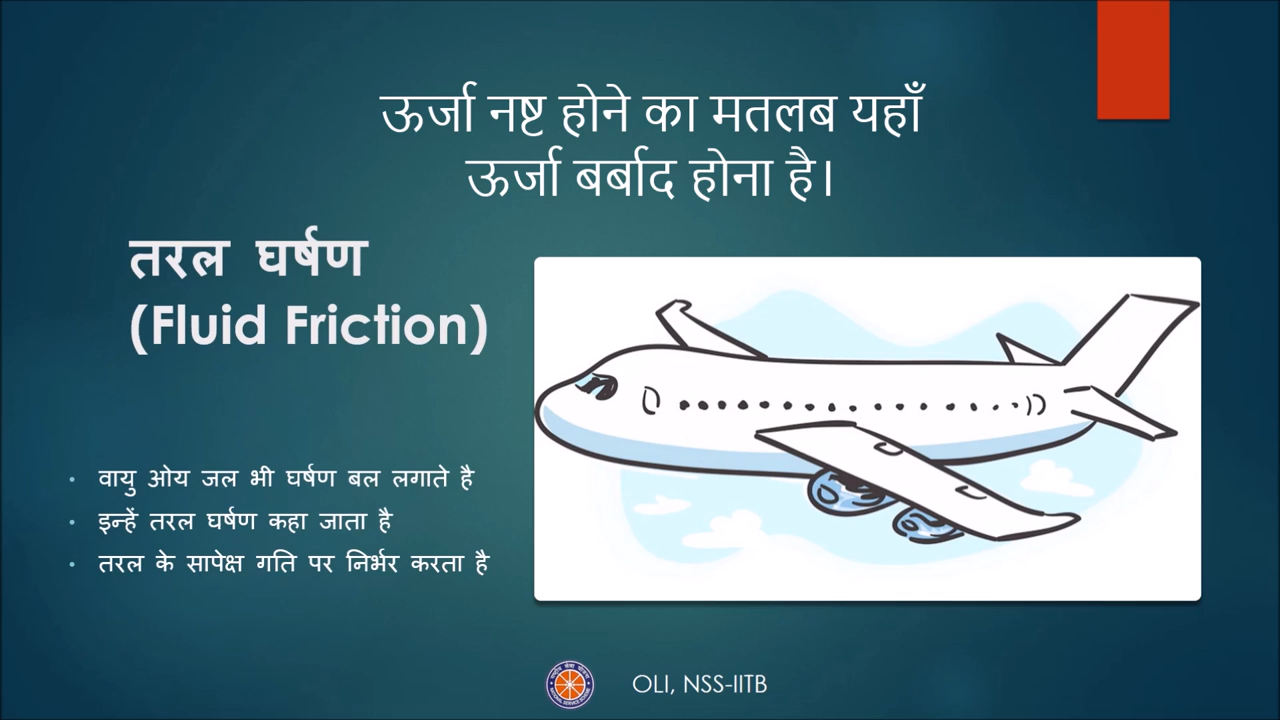 ऊर्जा नष्ट होने का मतलब यहाँ
ऊर्जा बर्बाद होना है।
तरल घर्षण
(Fluid Friction)
• वायु ओय जल भी घर्षण बल लगाते है
• इन्हें तरल घर्षण कहा जाता है
• तरल के सापेक्ष गति पर निर्भर करता है
OLI, NSS-IITB